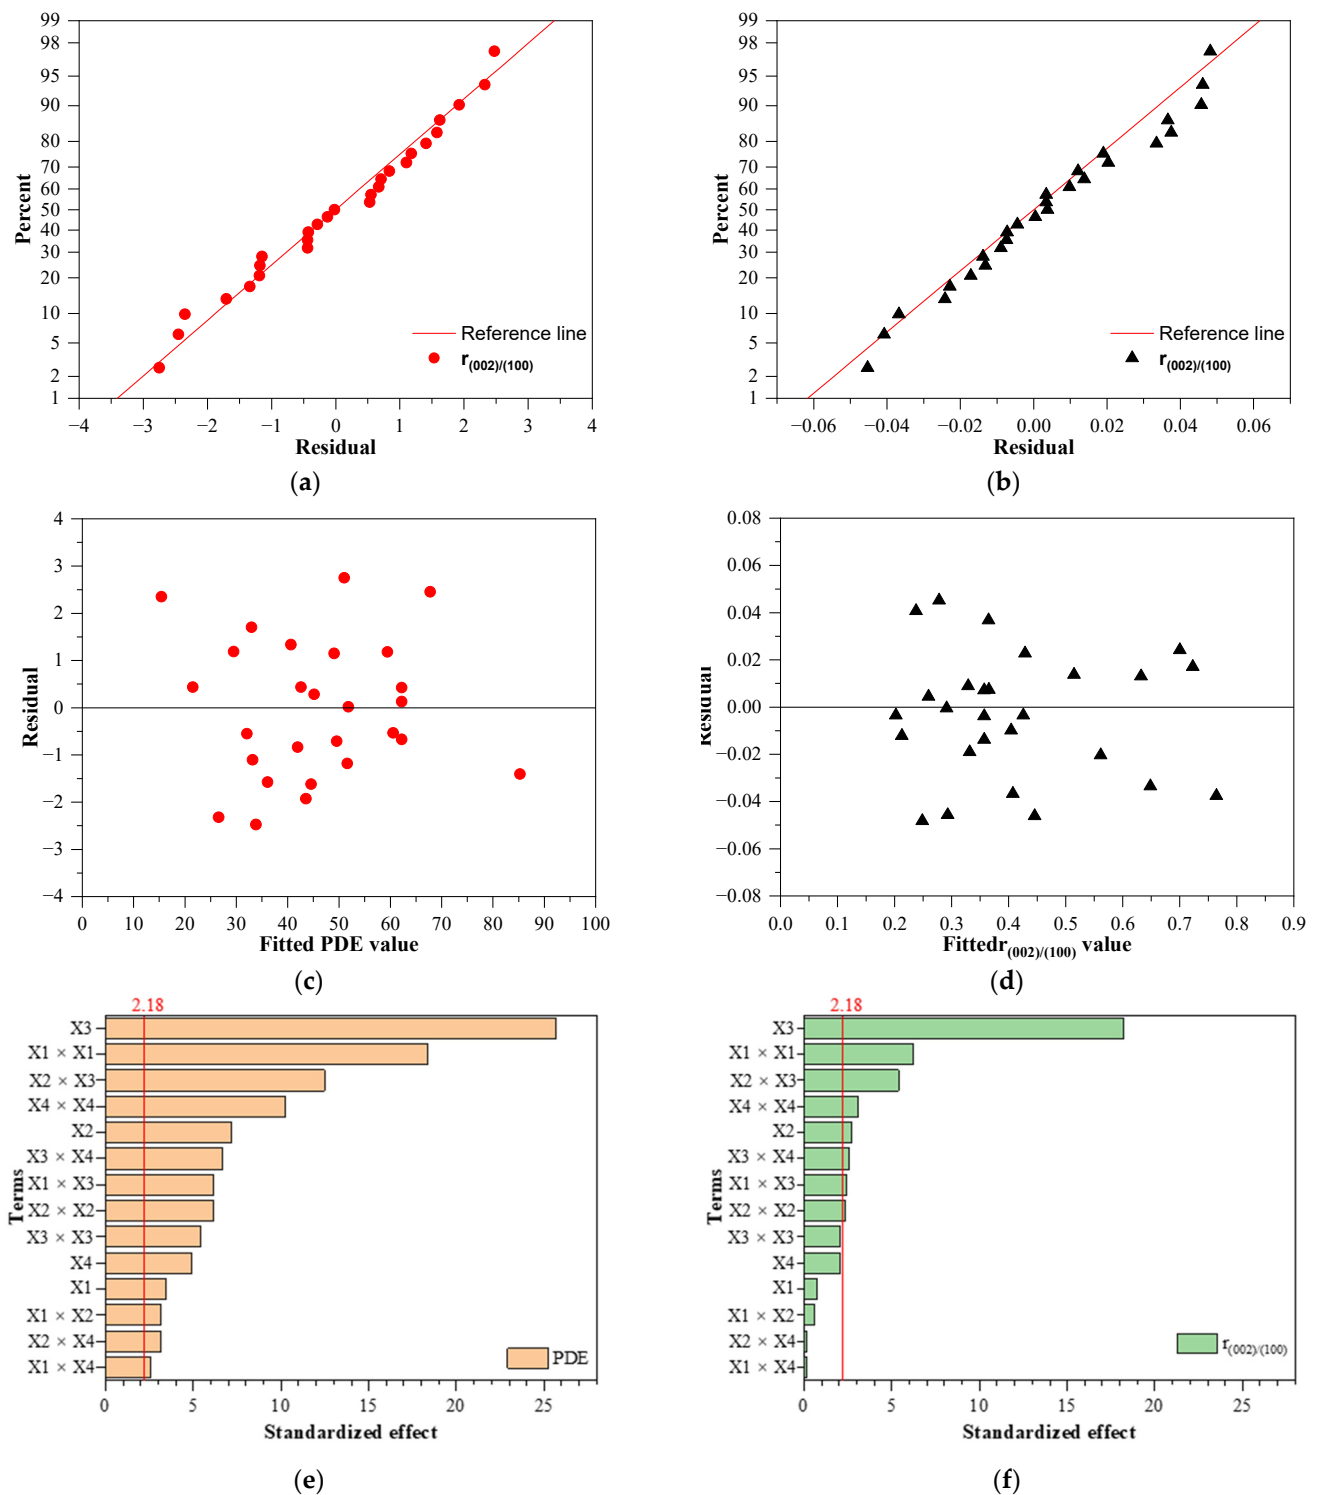 99
98
95
90
80
70
60
50
40
30
20
10
5
2
1
Percent
−4 −3 −2 −1 0 1 2 3 4
Residual
Reference line
r(002)/(100)
(a)
99
98
95
90
80
70
60
50
40
30
20
10
5
2
1
Percent
−0.06 −0.04 −0.02 0.00 0.02 0.04 0.06
Residual
Reference line
r(002)/(100)
(b)
4
3
2
1
0
−1
−2
−3
−4
Residual
0 10 20 30 40 50 60 70 80 90 100
Fitted PDE value
(c)
0.08
0.06
0.04
0.02
0.00
−0.02
−0.04
−0.06
−0.08
Residual
0.0 0.1 0.2 0.3 0.4 0.5 0.6 0.7 0.8 0.9
Fittedr(002)/(100) value
(d)
2.18
X3
X1 × X1
X2 × X3
X4 × X4
X2
X3 × X4
X1 × X3
X2 × X2
X3 × X3
X4
X1
X1 × X2
X2 × X4
X1 × X4
Terms
PDE
0 5 10 15 20 25
Standardized effect
(e)
2.18
X3
X1 × X1
X2 × X3
X4 × X4
X2
X3 × X4
X1 × X3
X2 × X2
X3 × X3
X4
X1
X1 × X2
X2 × X4
X1 × X4
Terms
r(002)/(100)
0 5 10 15 20 25
Standardized effect
(f)